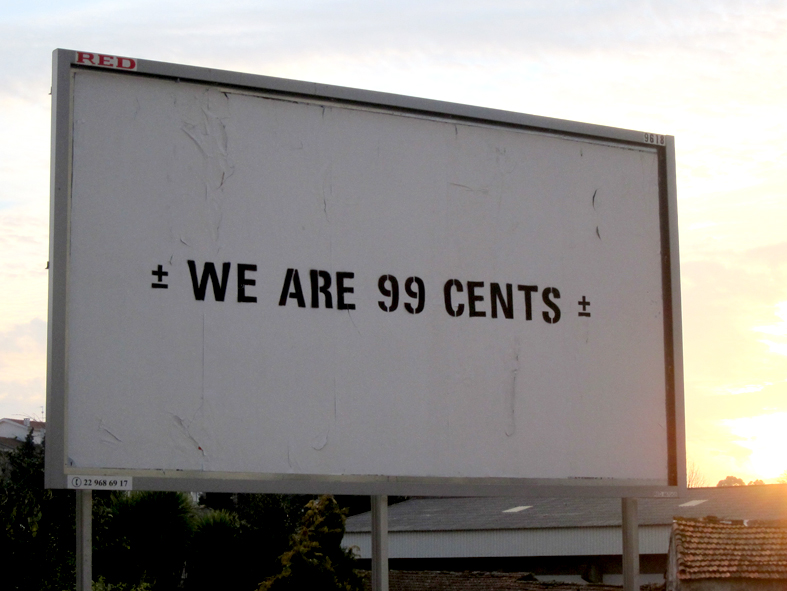 RED
9618
± WE ARE 99 CENTS ±
22 968 69 17